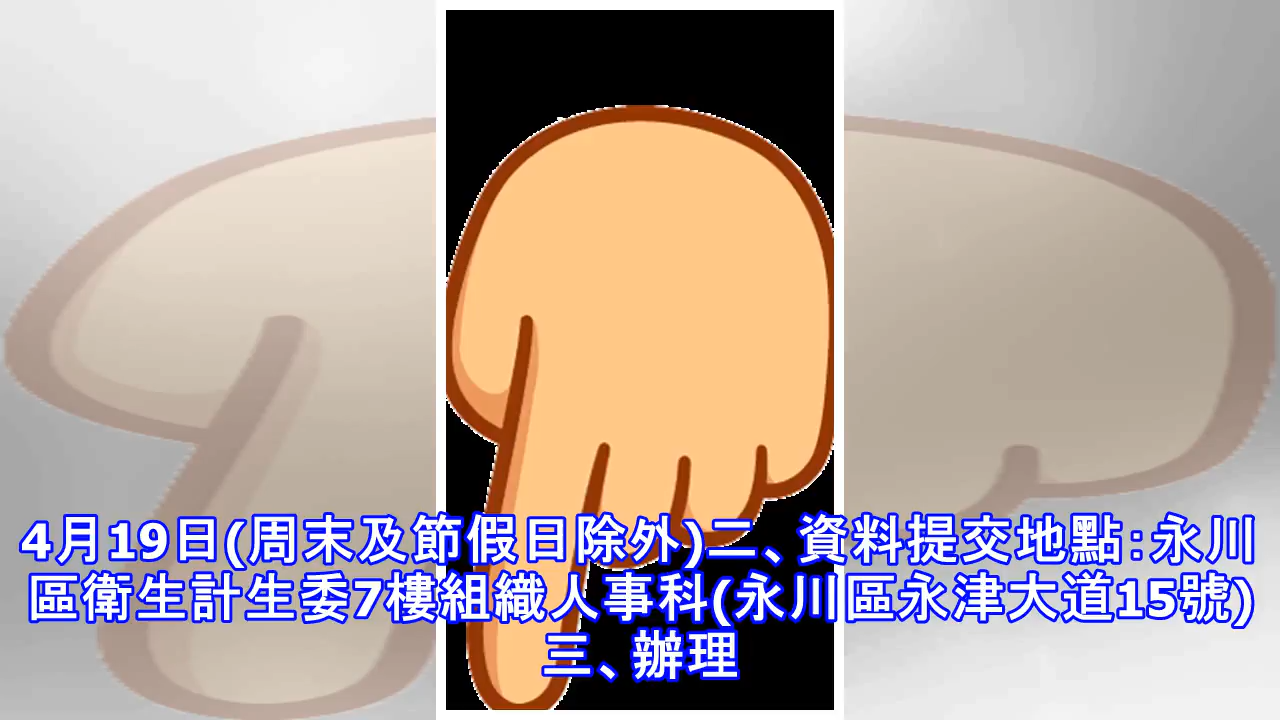 4月19日(周末及節假日除外)二、資料提交地點:永川
區衛生計生委7樓組織人事科(永川區永津大道15號)
三、辦理